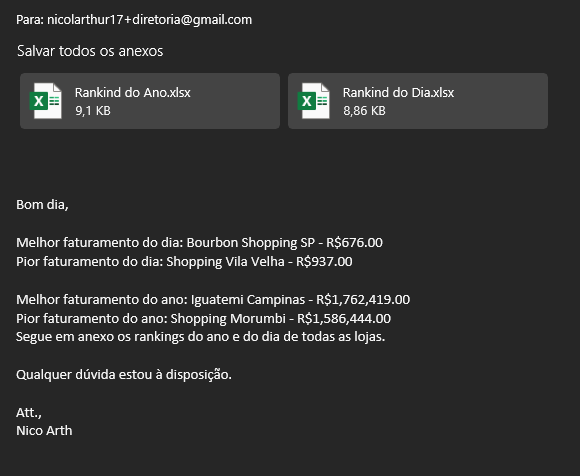 Para: nicolarthur17+diretoria@gmail.com
Salvar todos os anexos
Rankind do Ano.xlsx
9,1 KB
Rankind do Dia.xlsx
8,86 KB
Bom dia,
Melhor faturamento do dia: Bourbon Shopping SP - R$676.00
Pior faturamento do dia: Shopping Vila Velha - R$937.00
Melhor faturamento do ano: Iguatemi Campinas - R$1,762,419.00
Pior faturamento do ano: Shopping Morumbi - R$1,586,444.00
Segue em anexo os rankings do ano e do dia de todas as lojas.
Qualquer dúvida estou à disposição.
Att.,
Nico Arth